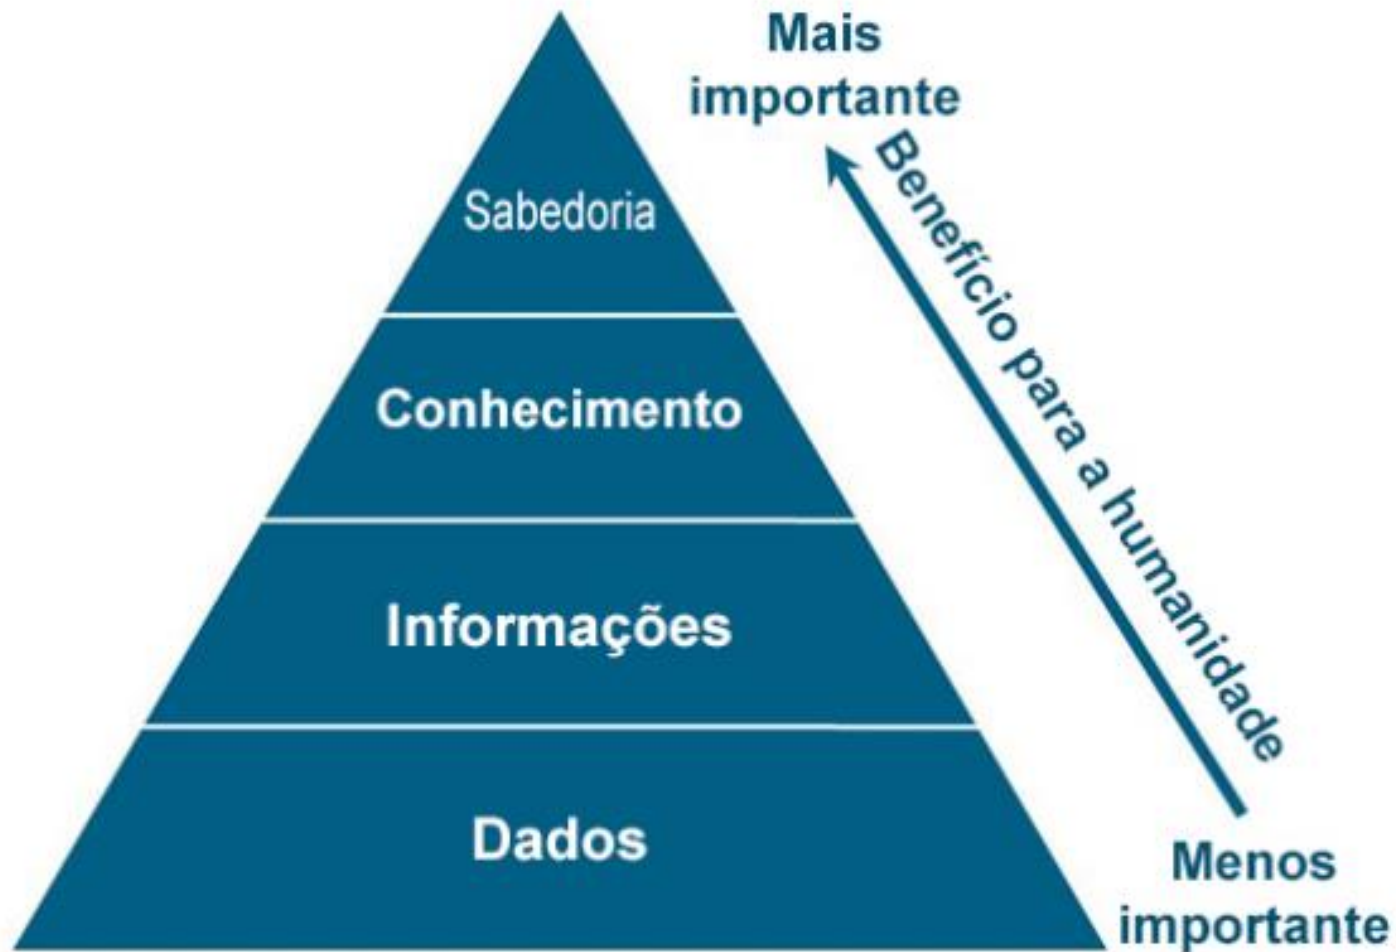 Mais
importante
Sabedoria
Benefício para a humanidade
Conhecimento
Informações
Dados
Menos
importante